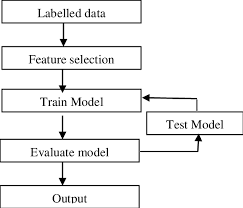 Labelled data
Feature selection
Train Model
Test Model
Evaluate model
Output